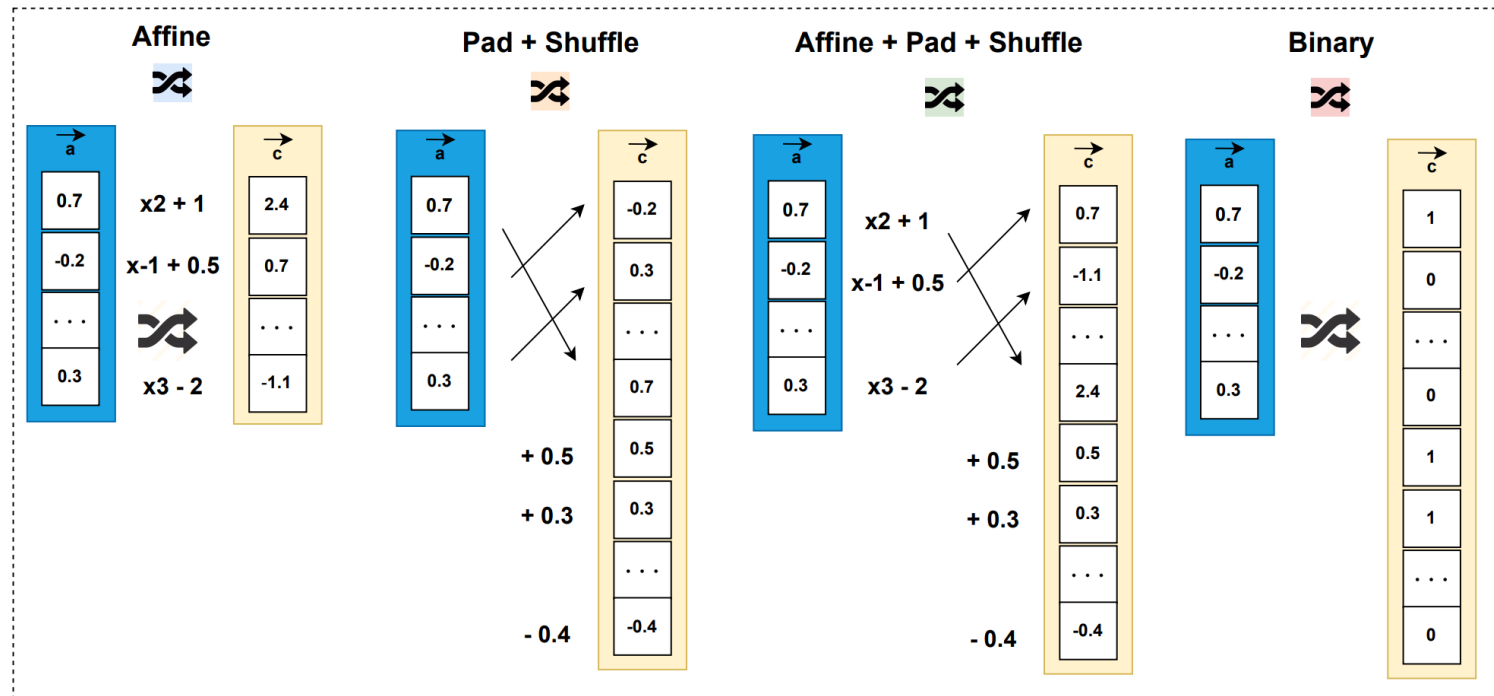 Affine
Pad + Shuffle
Affine + Pad + Shuffle
Binary
a
c
0.7
x2 + 1
2.4
-0.2
x-1 + 0.5
0.7
. . .
. . .
0.3
x3 - 2
-1.1
a
c
0.7
-0.2
-0.2
0.3
. . .
. . .
0.3
0.7
+ 0.5
0.5
+ 0.3
0.3
. . .
- 0.4
-0.4
a
c
0.7
x2 + 1
0.7
-0.2
x-1 + 0.5
-1.1
. . .
. . .
0.3
x3 - 2
2.4
+ 0.5
0.5
+ 0.3
0.3
. . .
- 0.4
-0.4
a
c
0.7
1
-0.2
0
. . .
. . .
0.3
0
1
1
. . .
0